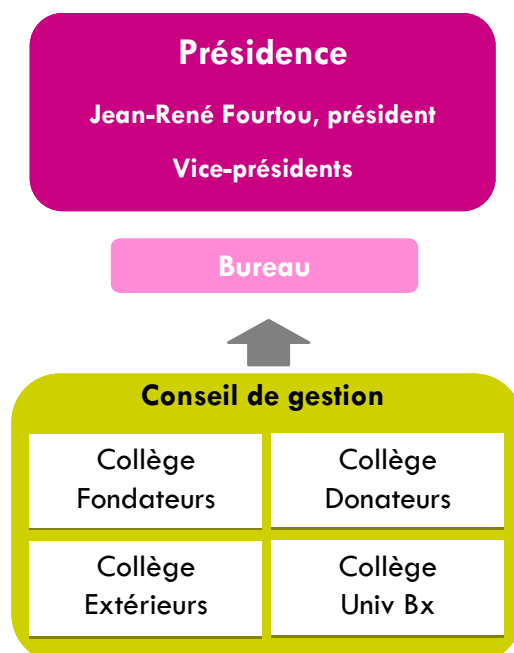 Présidence
Jean-René Fourtou, président
Vice-présidents
Bureau
Conseil de gestion
Collège
Fondateurs
Collège
Donateurs
Collège
Extérieurs
Collège
Univ Bx